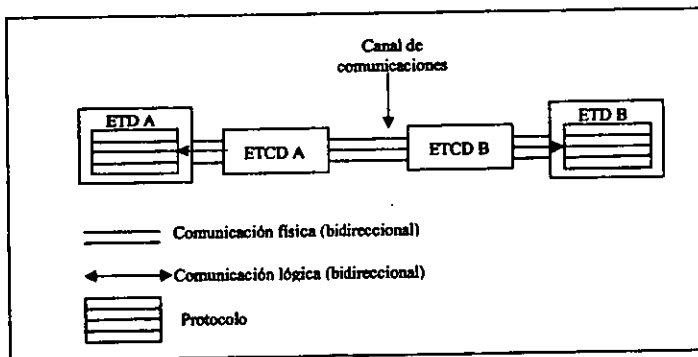 Canal de
comunicaciones
ETD A
ETCD A
ETCD B
ETD B
Comunicación física (bidireccional)
Comunicación lógica (bidireccional)
Protocolo